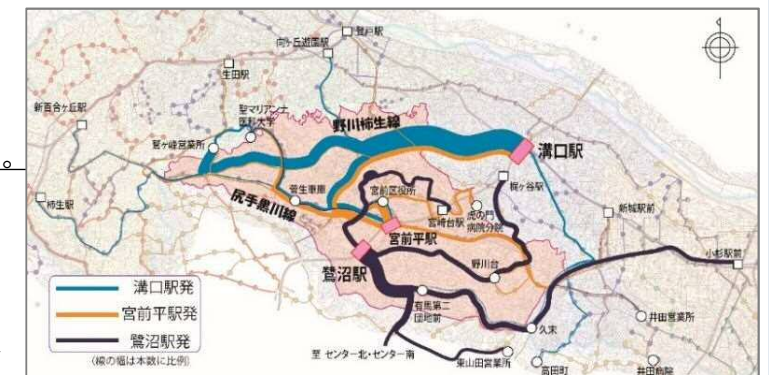 登戸駅
向ヶ丘遊園駅
生田駅
新百合ヶ丘駅
聖マリアンナ
医科大学
野川柿生線
溝口駅
鷲ヶ峰営業所
菅生車庫
宮前区役所
梶ヶ谷駅
柿生駅
尻手黒川線
宮崎台駅
虎の門
病院分院
新城駅前
宮前平駅
小杉駅前
鷺沼駅
野川台
溝口駅発
宮前平駅発
鷺沼駅発
(線の幅は本数に比例)
有馬第二
団地前
久末
井田営業所
至 センター北・センター南
東山田営業所
高田町
井田病院